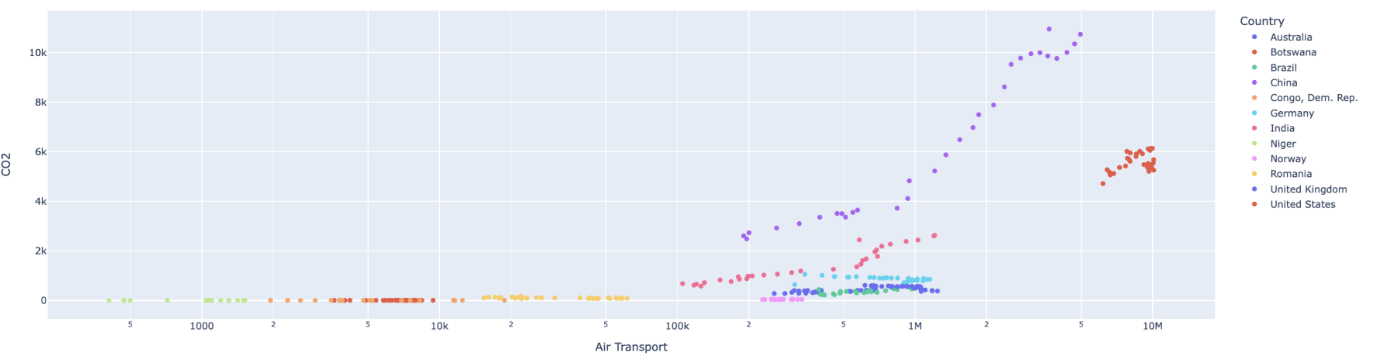 Country
Australia
Botswana
Brazil
China
Congo, Dem. Rep.
Germany
India
Niger
Norway
Romania
United Kingdom
United States
CO2
10k
8k
6k
4k
2k
0
5 1000 2 5 10k 2 5 100k 2 5 1M 2 5 10M
Air Transport